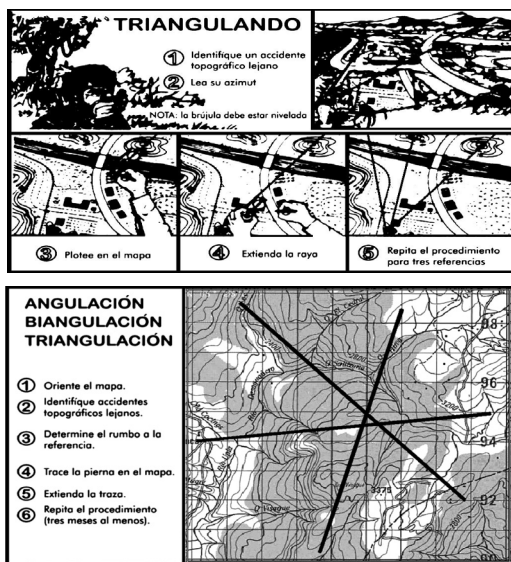 TRIANGULANDO
1 Identifique un accidente
topográfico lejano
2 Lea su azimut
NOTA: la brújula debe estar nivelada
3 Plotee en el mapa
4 Extienda la raya
5 Repita el procedimiento
para tres referencias
ANGULACIÓN
BIANGULACIÓN
TRIANGULACIÓN
1 Oriente el mapa.
2 Identifique accidentes
topográficos lejanos.
3 Determine el rumbo a la
referencia.
4 Trace la pierna en el mapa.
5 Extienda la traza.
6 Repita el procedimiento
(tres meses al menos).
98
96
94
92
90
2800
2200
3375